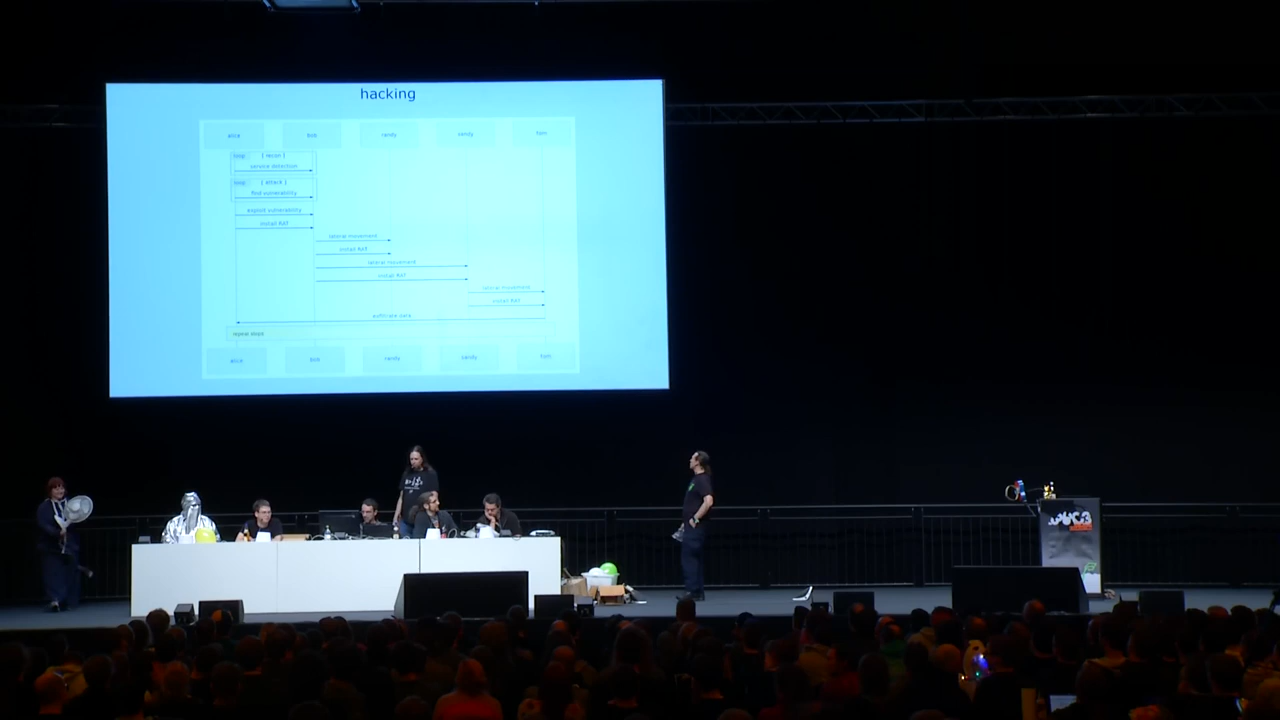 hacking
alice bob randy sandy tom
loop [ recon ]
service detection
loop [ attack ]
find vulnerability
exploit vulnerability
install RAT
lateral movement
install RAT
lateral movement
install RAT
lateral movement
install RAT
exfiltrate data
repeat steps
alice bob randy sandy tom